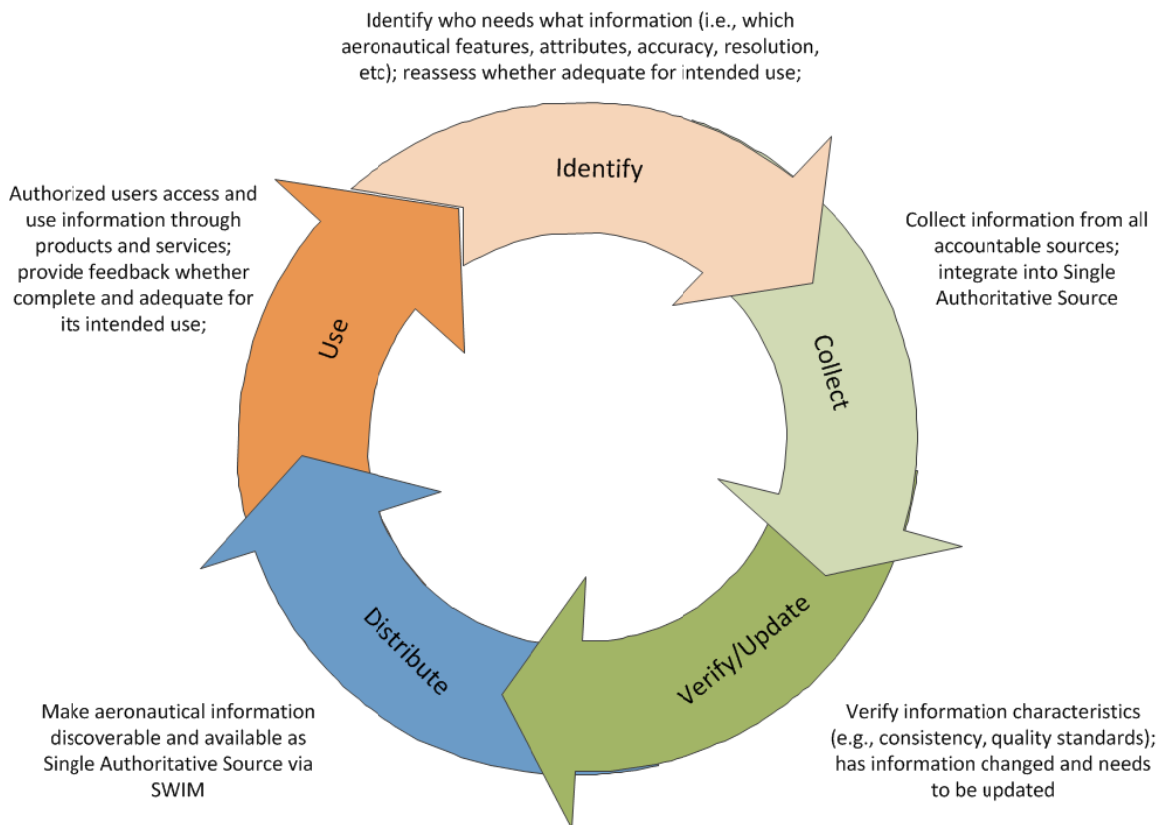 Identify who needs what information (i.e., which
aeronautical features, attributes, accuracy, resolution,
etc); reassess whether adequate for intended use;
Identify
Authorized users access and
use information through
products and services;
provide feedback whether
complete and adequate for
its intended use;
Collect information from all
accountable sources;
integrate into Single
Authoritative Source
Use
Collect
Distribute
Verify/Update
Make aeronautical information
discoverable and available as
Single Authoritative Source via
SWIM
Verify information characteristics
(e.g., consistency, quality standards);
has information changed and needs
to be updated